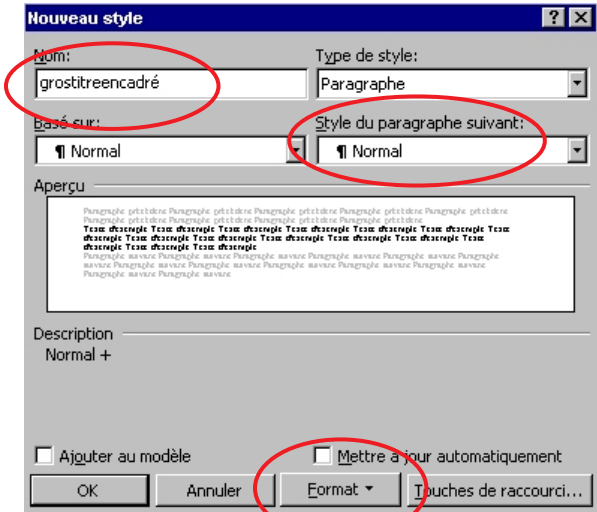 Nouveau style
Nom:
Type de style:
grostitreencadré
Paragraphe
Basé sur:
Style du paragraphe suivant:
¶ Normal
¶ Normal
Aperçu
Description
Normal +
Ajouter au modèle
Mettre à jour automatiquement
OK
Annuler
Format
Touches de raccourci...